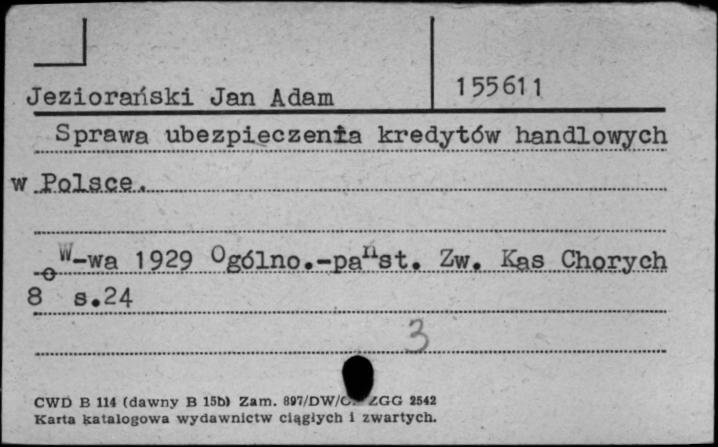 155611
Jeziorański Jan Adam
Sprawa ubezpieczenia kredytów handlowych
w Polsce.
W-wa 1929 Ogólno.-państ. Zw. Kas Chorych
8° s.24
3
CWD B 114 (dawny B 15b) Zam. 897/DW/ ZGG 2542
Karta katalogowa wydawnictw ciągłych i zwartych.